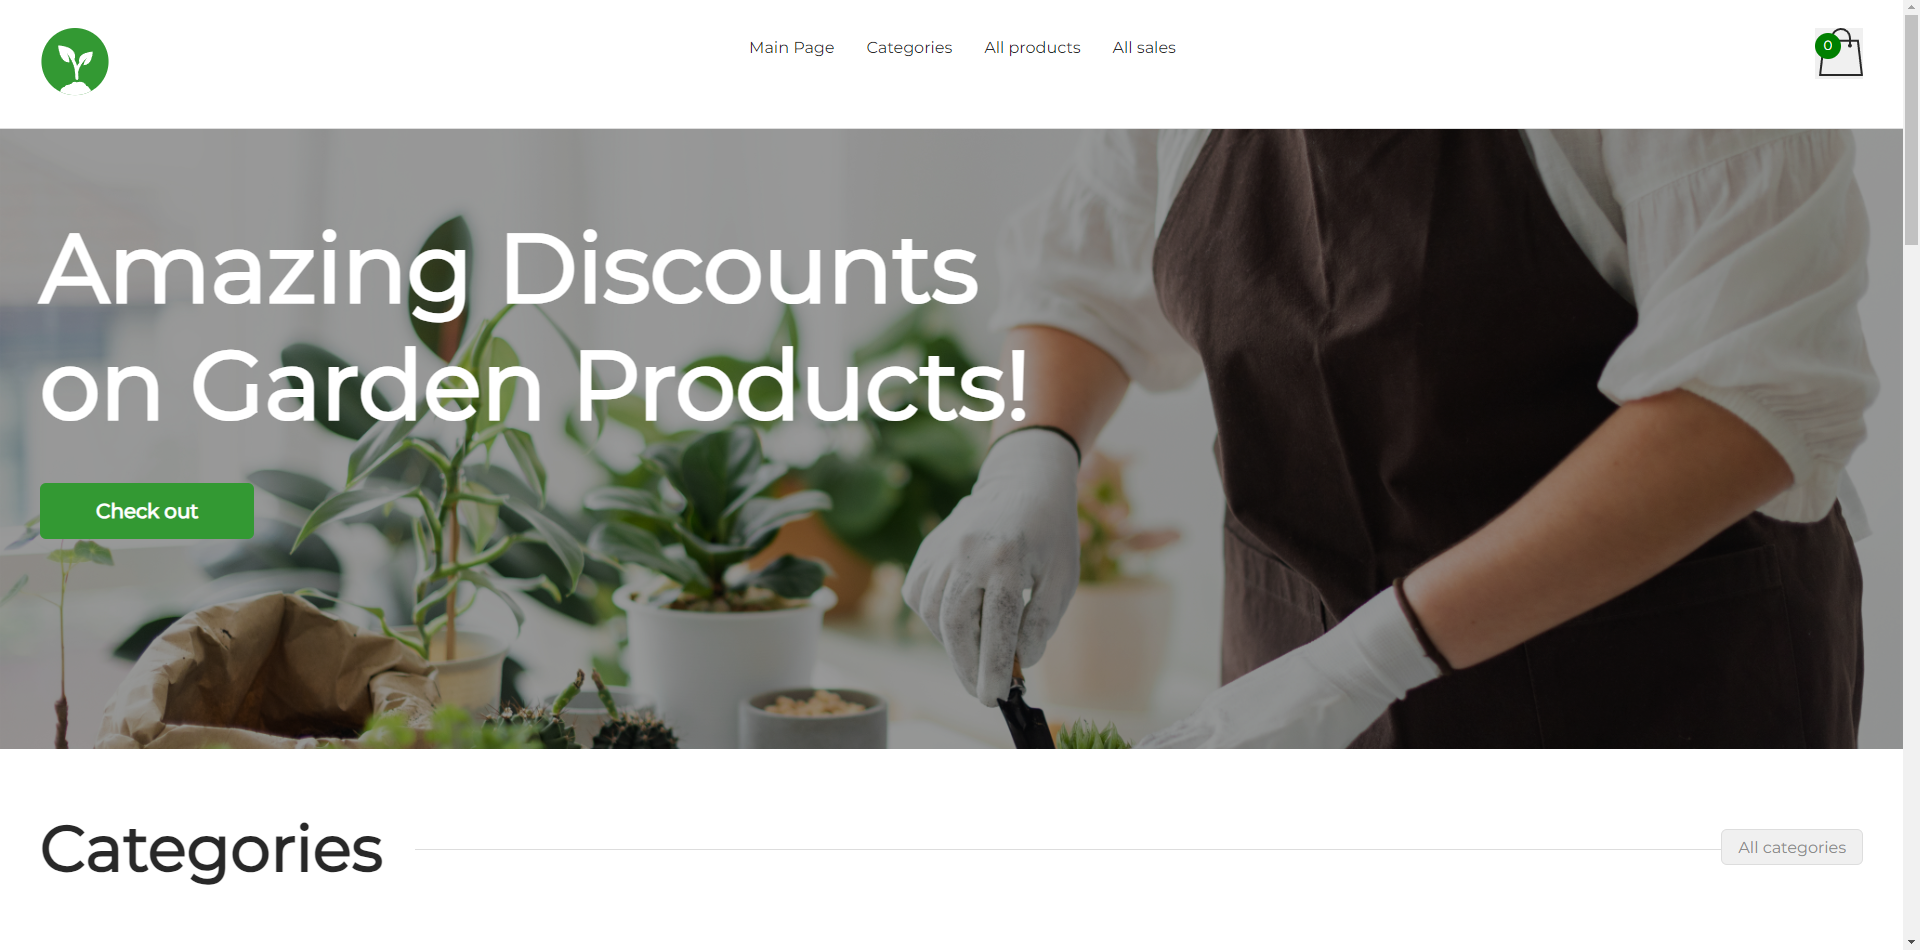 Main Page Categories All products All sales
0
Amazing Discounts
on Garden Products!
Check out
Categories
All categories